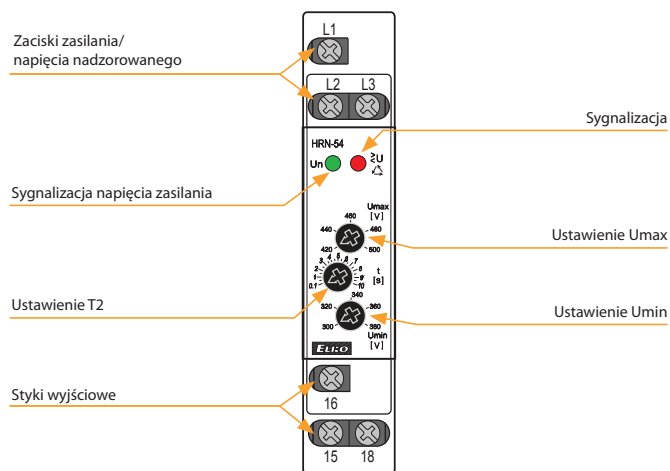 Zaciski zasilania/
napięcia nadzorowanego
L1
L2 L3
Sygnalizacja
HRN-54
Un
≥U
Sygnalizacja napięcia zasilania
Umax
[V]
460
440 480
420 500
Ustawienie Umax
0.1 1 2 3 4 5 6 7 8 9 10
t
[s]
Ustawienie T2
340
320 360
300 380
Umin
[V]
Ustawienie Umin
ELKO
Styki wyjściowe
16
15 18